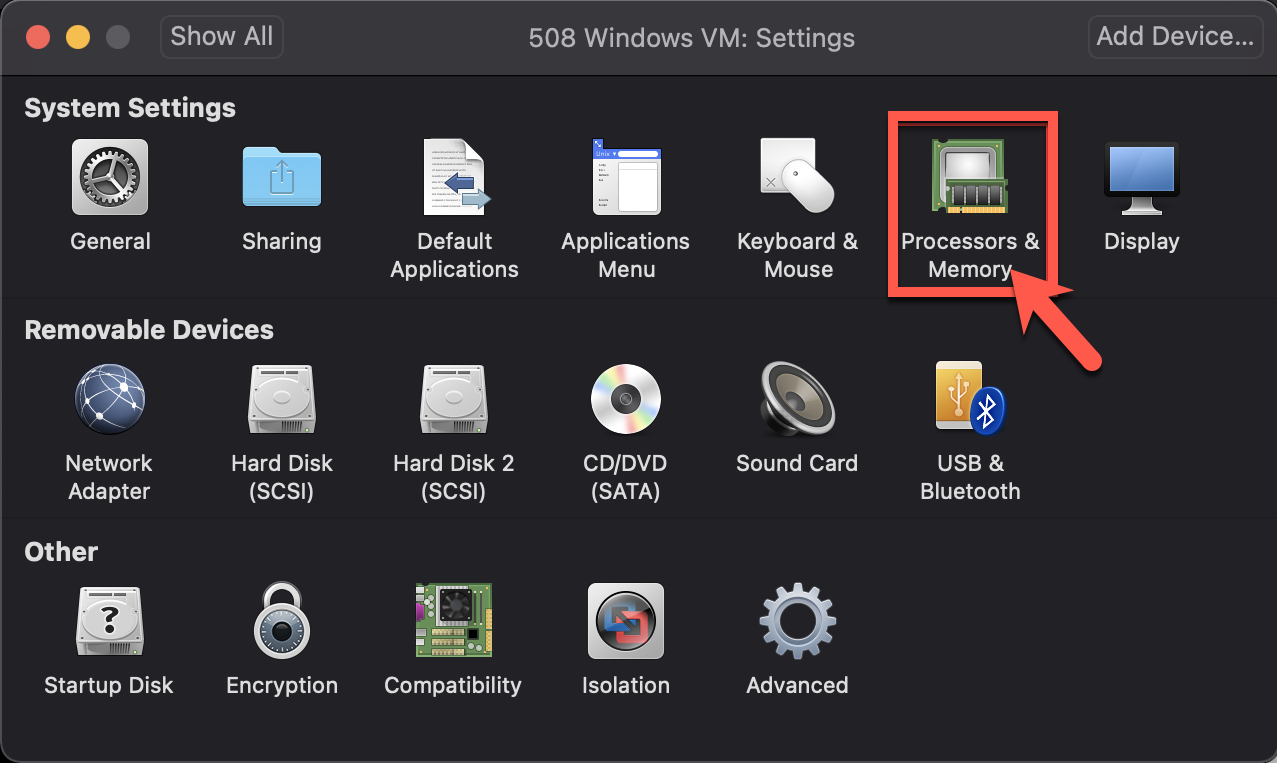 Show All
508 Windows VM: Settings
Add Device...
System Settings
General
Sharing
Default
Applications
Applications
Menu
Keyboard &
Mouse
Processors &
Memory
Display
Removable Devices
Network
Adapter
Hard Disk
(SCSI)
Hard Disk 2
(SCSI)
CD/DVD
(SATA)
Sound Card
USB &
Bluetooth
Other
?
Startup Disk
Encryption
Compatibility
Isolation
Advanced